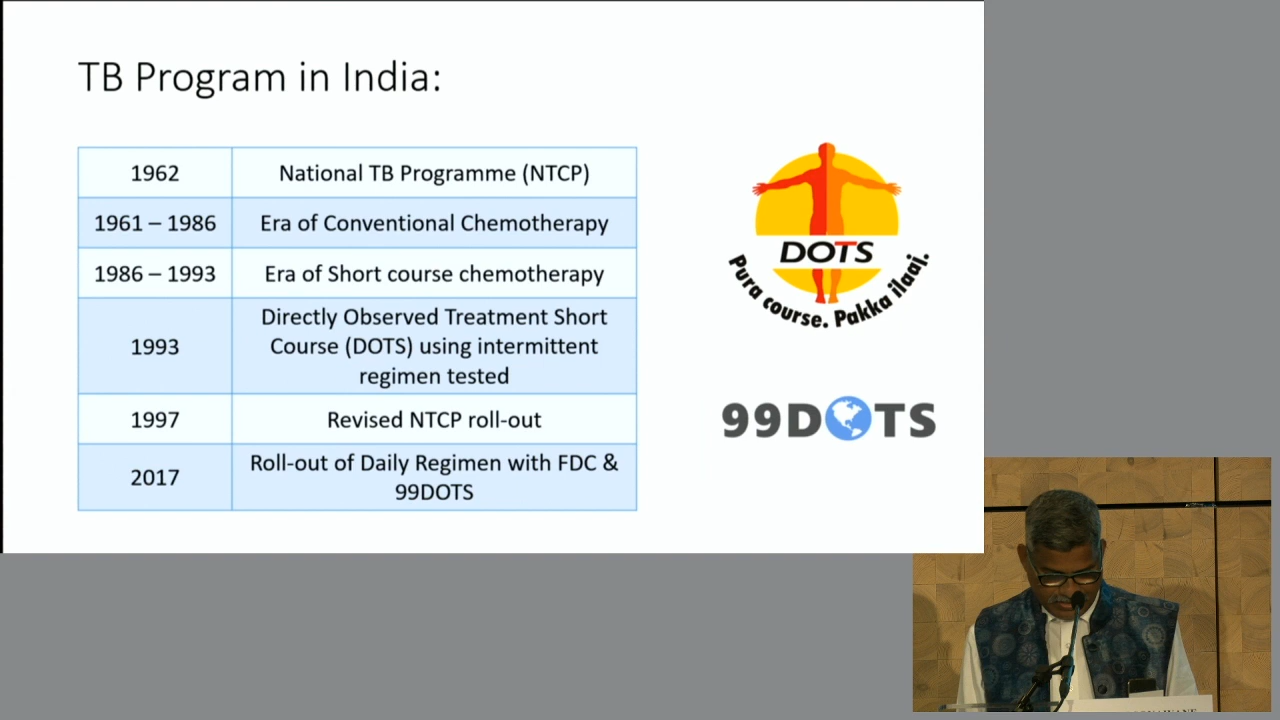 TB Program in India:
1962 National TB Programme (NTCP)
1961 – 1986 Era of Conventional Chemotherapy
1986 – 1993 Era of Short course chemotherapy
1993 Directly Observed Treatment Short
Course (DOTS) using intermittent
regimen tested
1997 Revised NTCP roll-out
2017 Roll-out of Daily Regimen with FDC &
99DOTS
DOTS
Pura course. Pakka ilaaj.
99DOTS